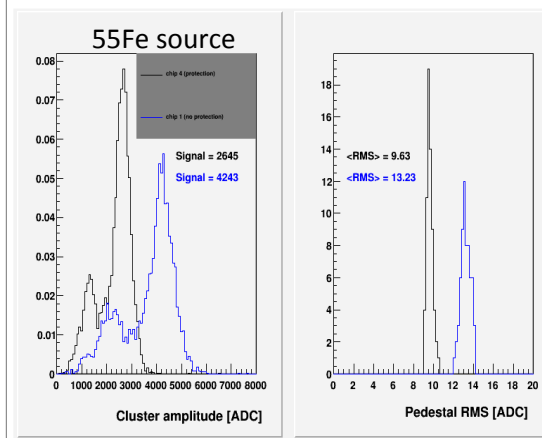 55Fe source
chip 4 (protection)
chip 1 (no protection)
Signal = 2645
Signal = 4243
0.08
0.07
0.06
0.05
0.04
0.03
0.02
0.01
0
0 1000 2000 3000 4000 5000 6000 7000 8000
Cluster amplitude [ADC]
<RMS> = 9.63
<RMS> = 13.23
18
16
14
12
10
8
6
4
2
0
0 2 4 6 8 10 12 14 16 18 20
Pedestal RMS [ADC]